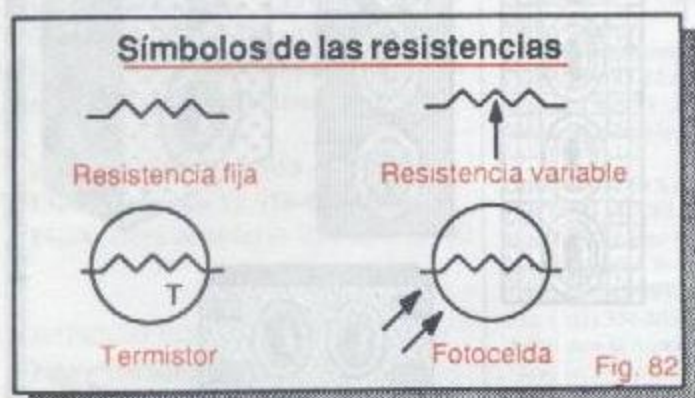 Símbolos de las resistencias
Resistencia fija
Resistencia variable
T
Termistor
Fotocelda
Fig. 82